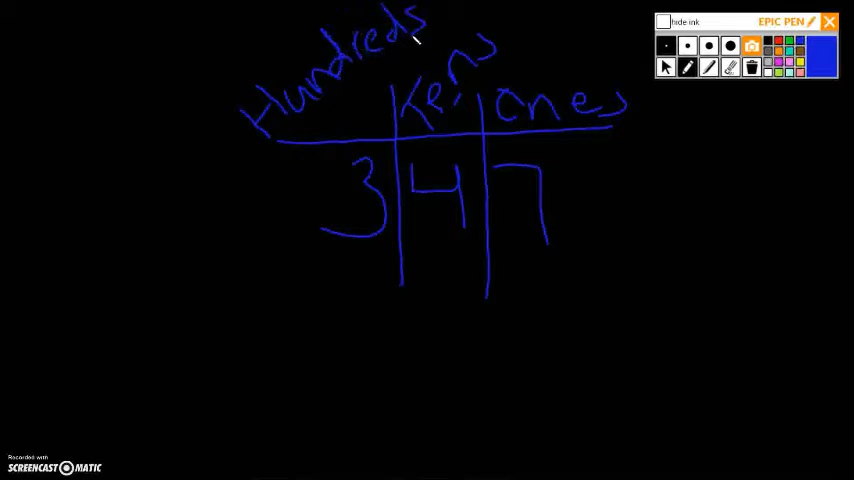 hide ink EPIC PEN
Hundreds tens ones
3 4 7
Recorded with
SCREENCAST-O-MATIC